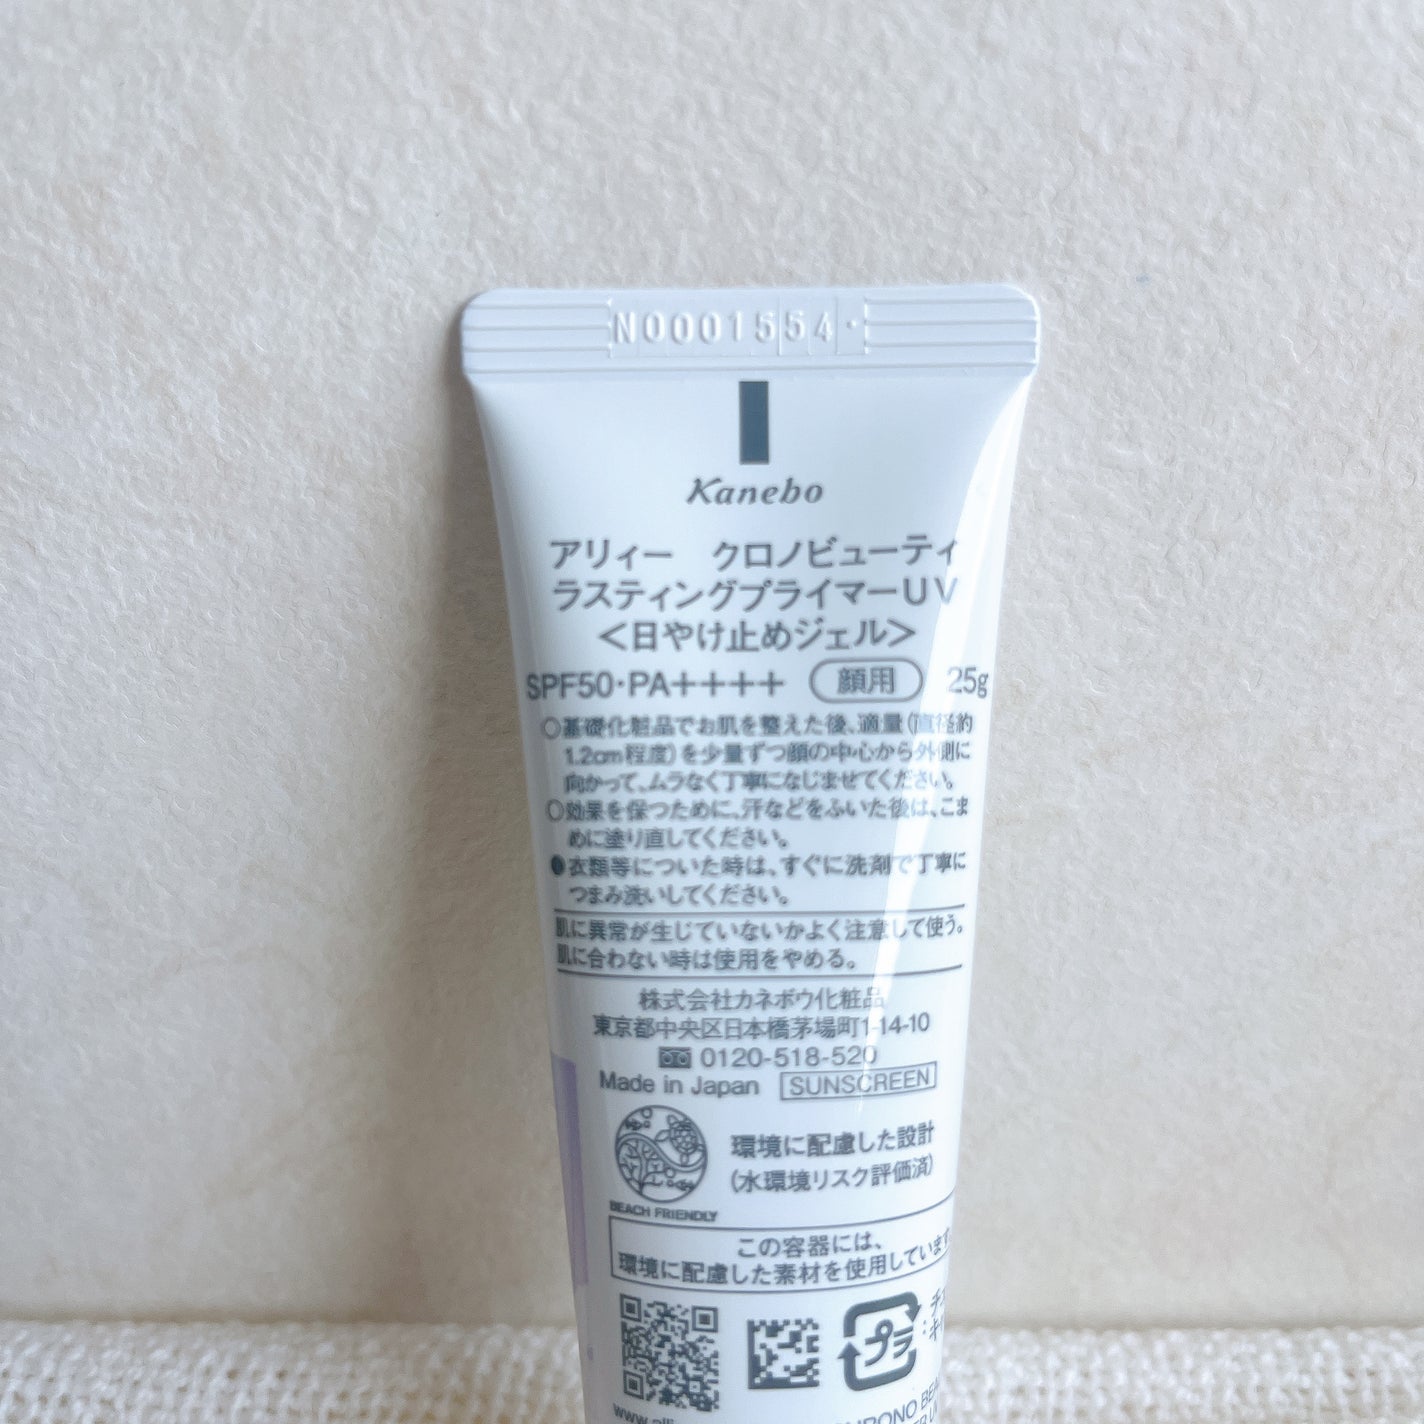 N0001554
Kanebo
アリィー　クロノビューティ
ラスティングプライマーUV
＜日やけ止めジェル＞
SPF50・PA++++ 顔用 25g
○基礎化粧品でお肌を整えた後、適量（直径約
1.2cm程度）を少量ずつ顔の中心から外側に
向かって、ムラなく丁寧になじませてください。
○効果を保つために、汗などをふいた後は、こま
めに塗り直してください。
●衣類等についた時は、すぐに洗剤で丁寧に
つまみ洗いしてください。
肌に異常が生じていないかよく注意して使う。
肌に合わない時は使用をやめる。
株式会社カネボウ化粧品
東京都中央区日本橋茅場町1-14-10
0120-518-520
Made in Japan SUNSCREEN
環境に配慮した設計
（水環境リスク評価済）
BEACH FRIENDLY
この容器には、
環境に配慮した素材を使用しています
プラ